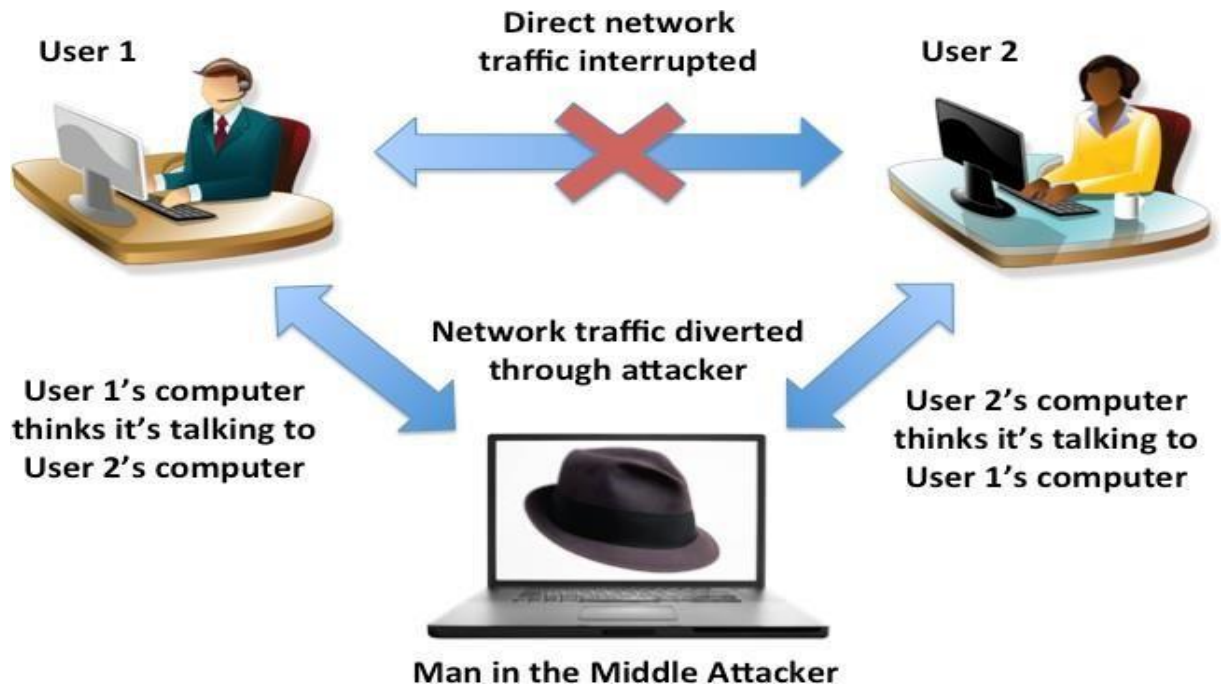 User 1
Direct network
traffic interrupted
User 2
Network traffic diverted
through attacker
User 1's computer
thinks it's talking to
User 2's computer
User 2's computer
thinks it's talking to
User 1's computer
Man in the Middle Attacker